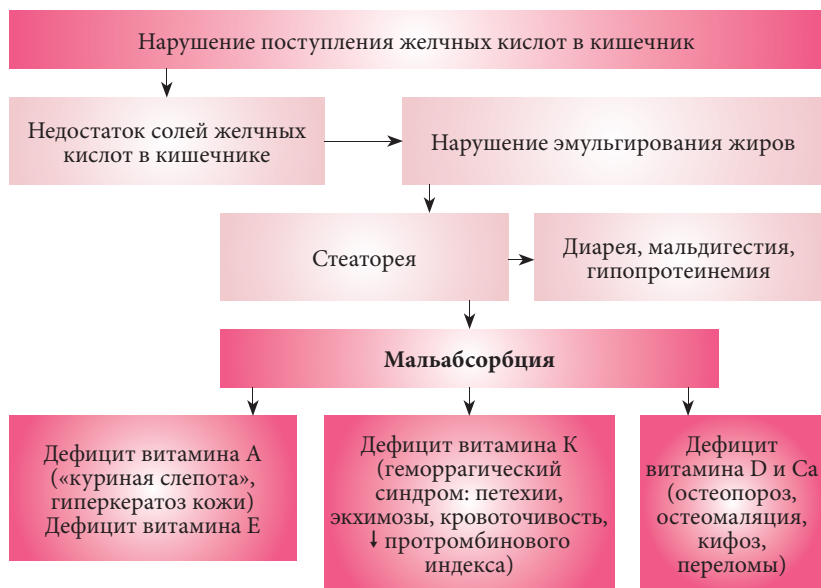 Нарушение поступления желчных кислот в кишечник
Недостаток солей желчных
кислот в кишечнике
Нарушение эмульгирования жиров
Стеаторея
Диарея, мальдигестия,
гипопротеинемия
Мальабсорбция
Дефицит витамина А
(«куриная слепота»,
гиперкератоз кожи)
Дефицит витамина Е
Дефицит витамина К
(геморрагический
синдром: петехии,
экхимозы, кровоточивость,
↓ протромбинового
индекса)
Дефицит
витамина D и Ca
(остеопороз,
остеомаляция,
кифоз,
переломы)